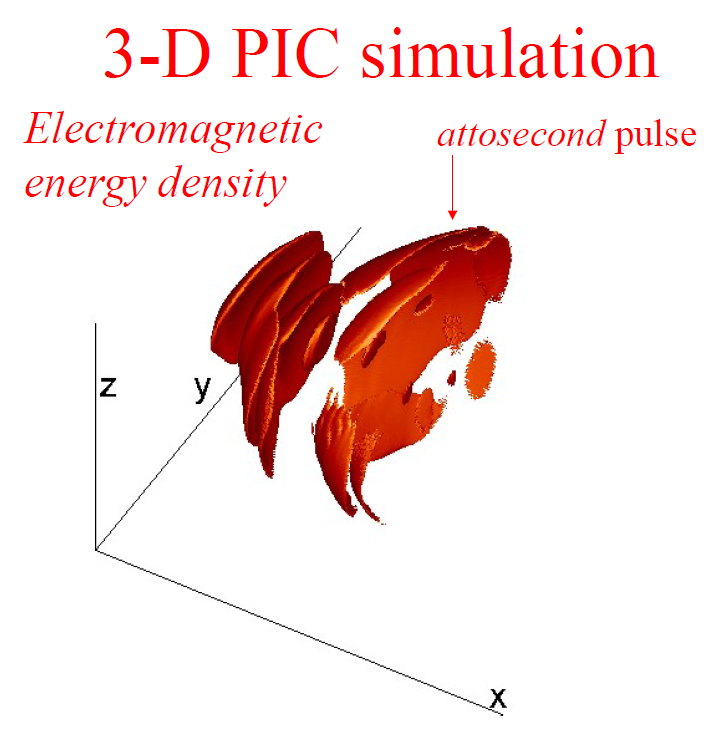 3-D PIC simulation
Electromagnetic
energy density
attosecond pulse
z
y
x